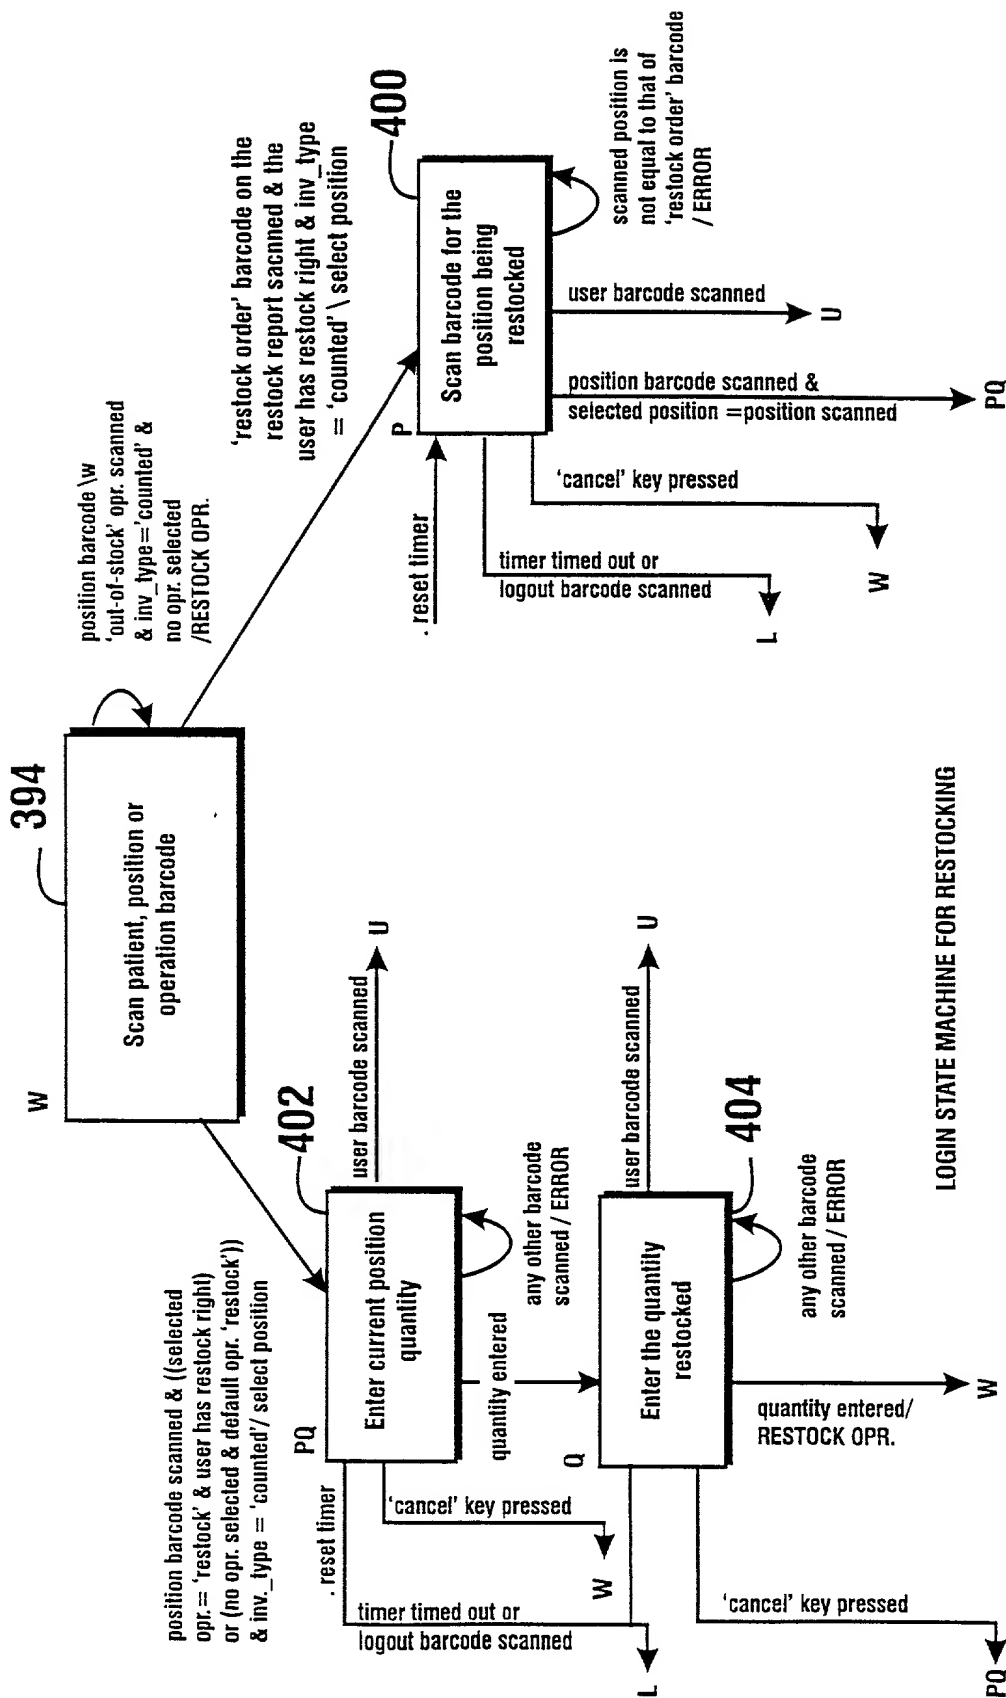 394
W
Scan patient, position or
operation barcode
position barcode \w
'out-of-stock' opr. scanned
& inv_type='counted' &
no opr. selected
/RESTOCK OPR.
'restock order' barcode on the
restock report sacnned & the
user has restock right & inv_type
= 'counted' \ select position
400
P
Scan barcode for the
position being
restocked
scanned position is
not equal to that of
'restock order' barcode
/ ERROR
. reset timer
user barcode scanned
U
position barcode scanned &
selected position =position scanned
PQ
'cancel' key pressed
W
timer timed out or
logout barcode scanned
L
position barcode scanned & ((selected
opr. = 'restock' & user has restock right)
or (no opr. selected & default opr. 'restock'))
& inv._type = 'counted'/ select position
402
PQ
Enter current position
quantity
user barcode scanned
U
any other barcode
scanned / ERROR
quantity entered
. reset timer
'cancel' key pressed
W
timer timed out or
logout barcode scanned
L
404
Q
Enter the quantity
restocked
user barcode scanned
U
any other barcode
scanned / ERROR
quantity entered/
RESTOCK OPR.
W
'cancel' key pressed
PQ
LOGIN STATE MACHINE FOR RESTOCKING